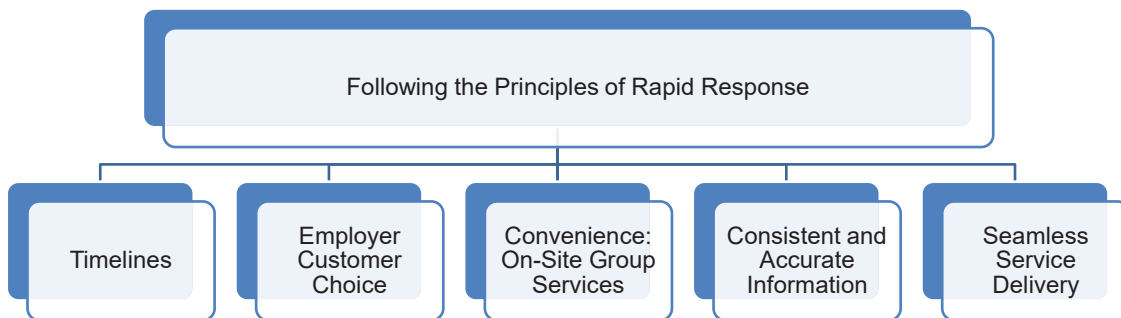 Following the Principles of Rapid Response
Timelines
Employer
Customer
Choice
Convenience:
On-Site Group
Services
Consistent and
Accurate
Information
Seamless
Service
Delivery